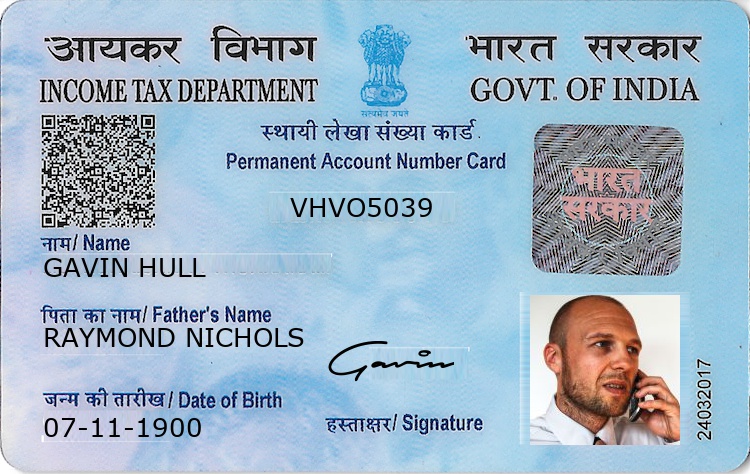 आयकर विभाग
भारत सरकार
INCOME TAX DEPARTMENT
GOVT. OF INDIA
सत्यमेव जयते
स्थायी लेखा संख्या कार्ड
Permanent Account Number Card
भारत
सरकार
VHVO5039
नाम/ Name
GAVIN HULL
पिता का नाम/ Father's Name
RAYMOND NICHOLS
Gavin
जन्म की तारीख/ Date of Birth
07-11-1900
हस्ताक्षर/ Signature
24032017